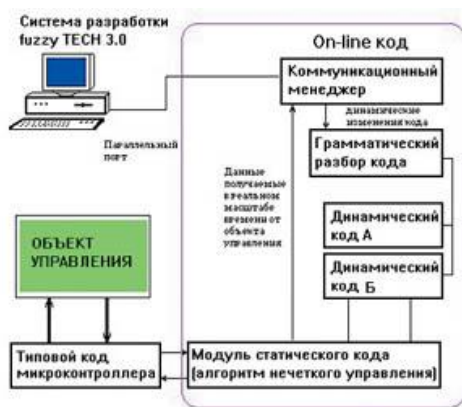 Система разработки
fuzzy TECH 3.0
On-line код
Коммуникационный
менеджер
динамические
изменения кода
Параллельный
порт
Грамматический
разбор кода
Данные
получаемые
в реальном
масштабе
времени от
объекта
управления
Динамический
код А
Динамический
код Б
ОБЪЕКТ
УПРАВЛЕНИЯ
Типовой код
микроконтроллера
Модуль статического кода
(алгоритм нечеткого управления)